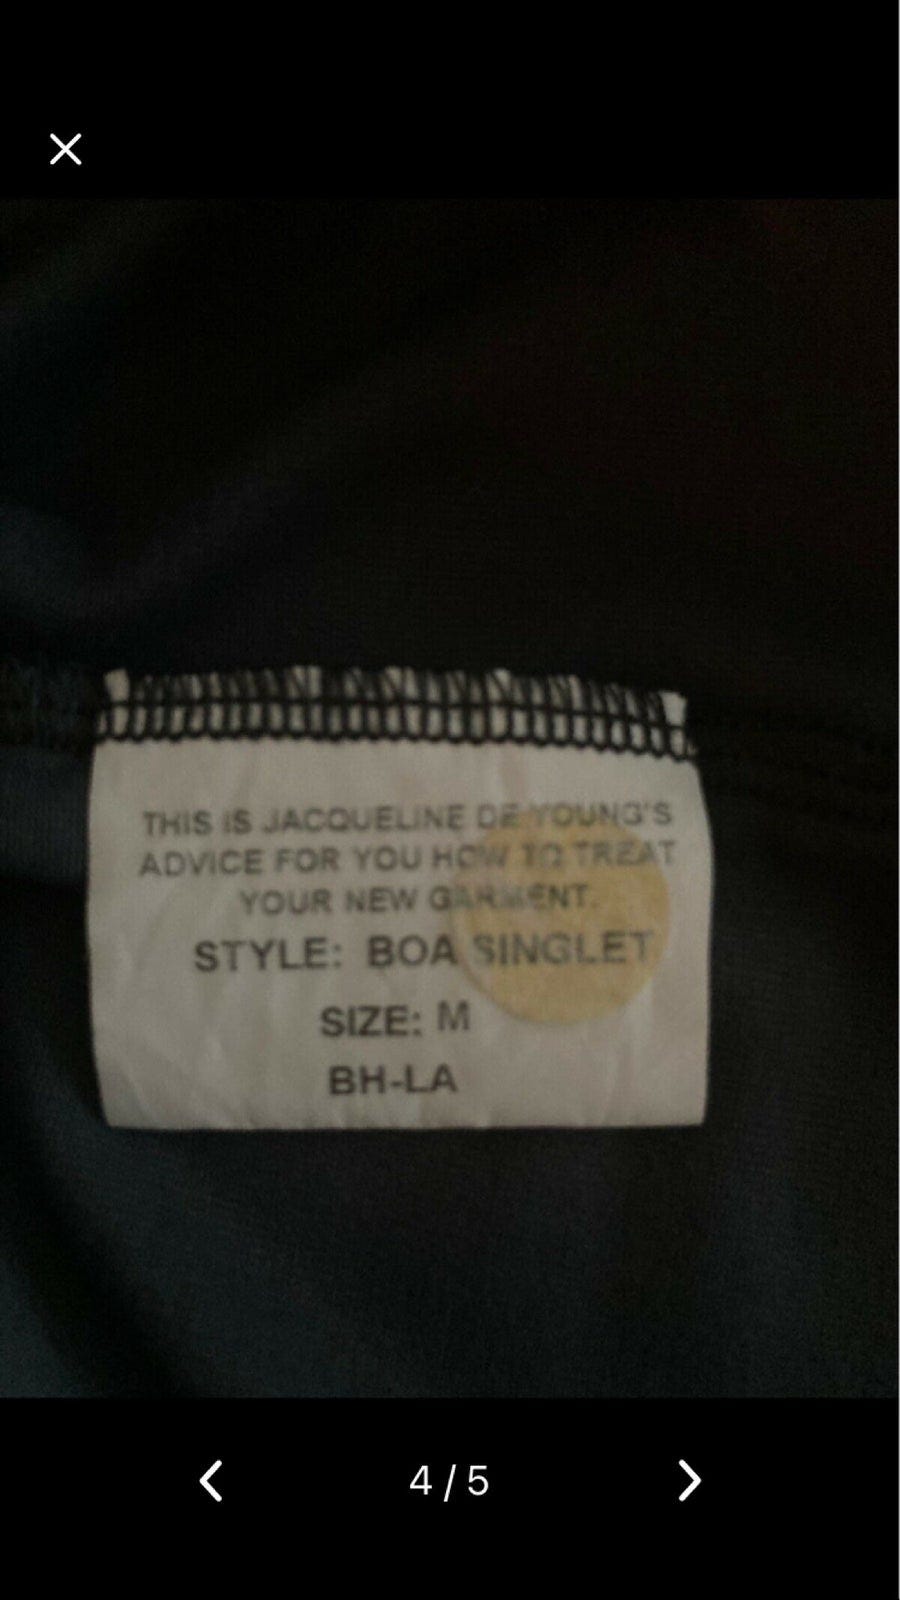 THIS IS JACQUELINE DE YOUNG'S
ADVICE FOR YOU HOW TO TREAT
YOUR NEW GARMENT.
STYLE: BOA SINGLET
SIZE: M
BH-LA
4 / 5